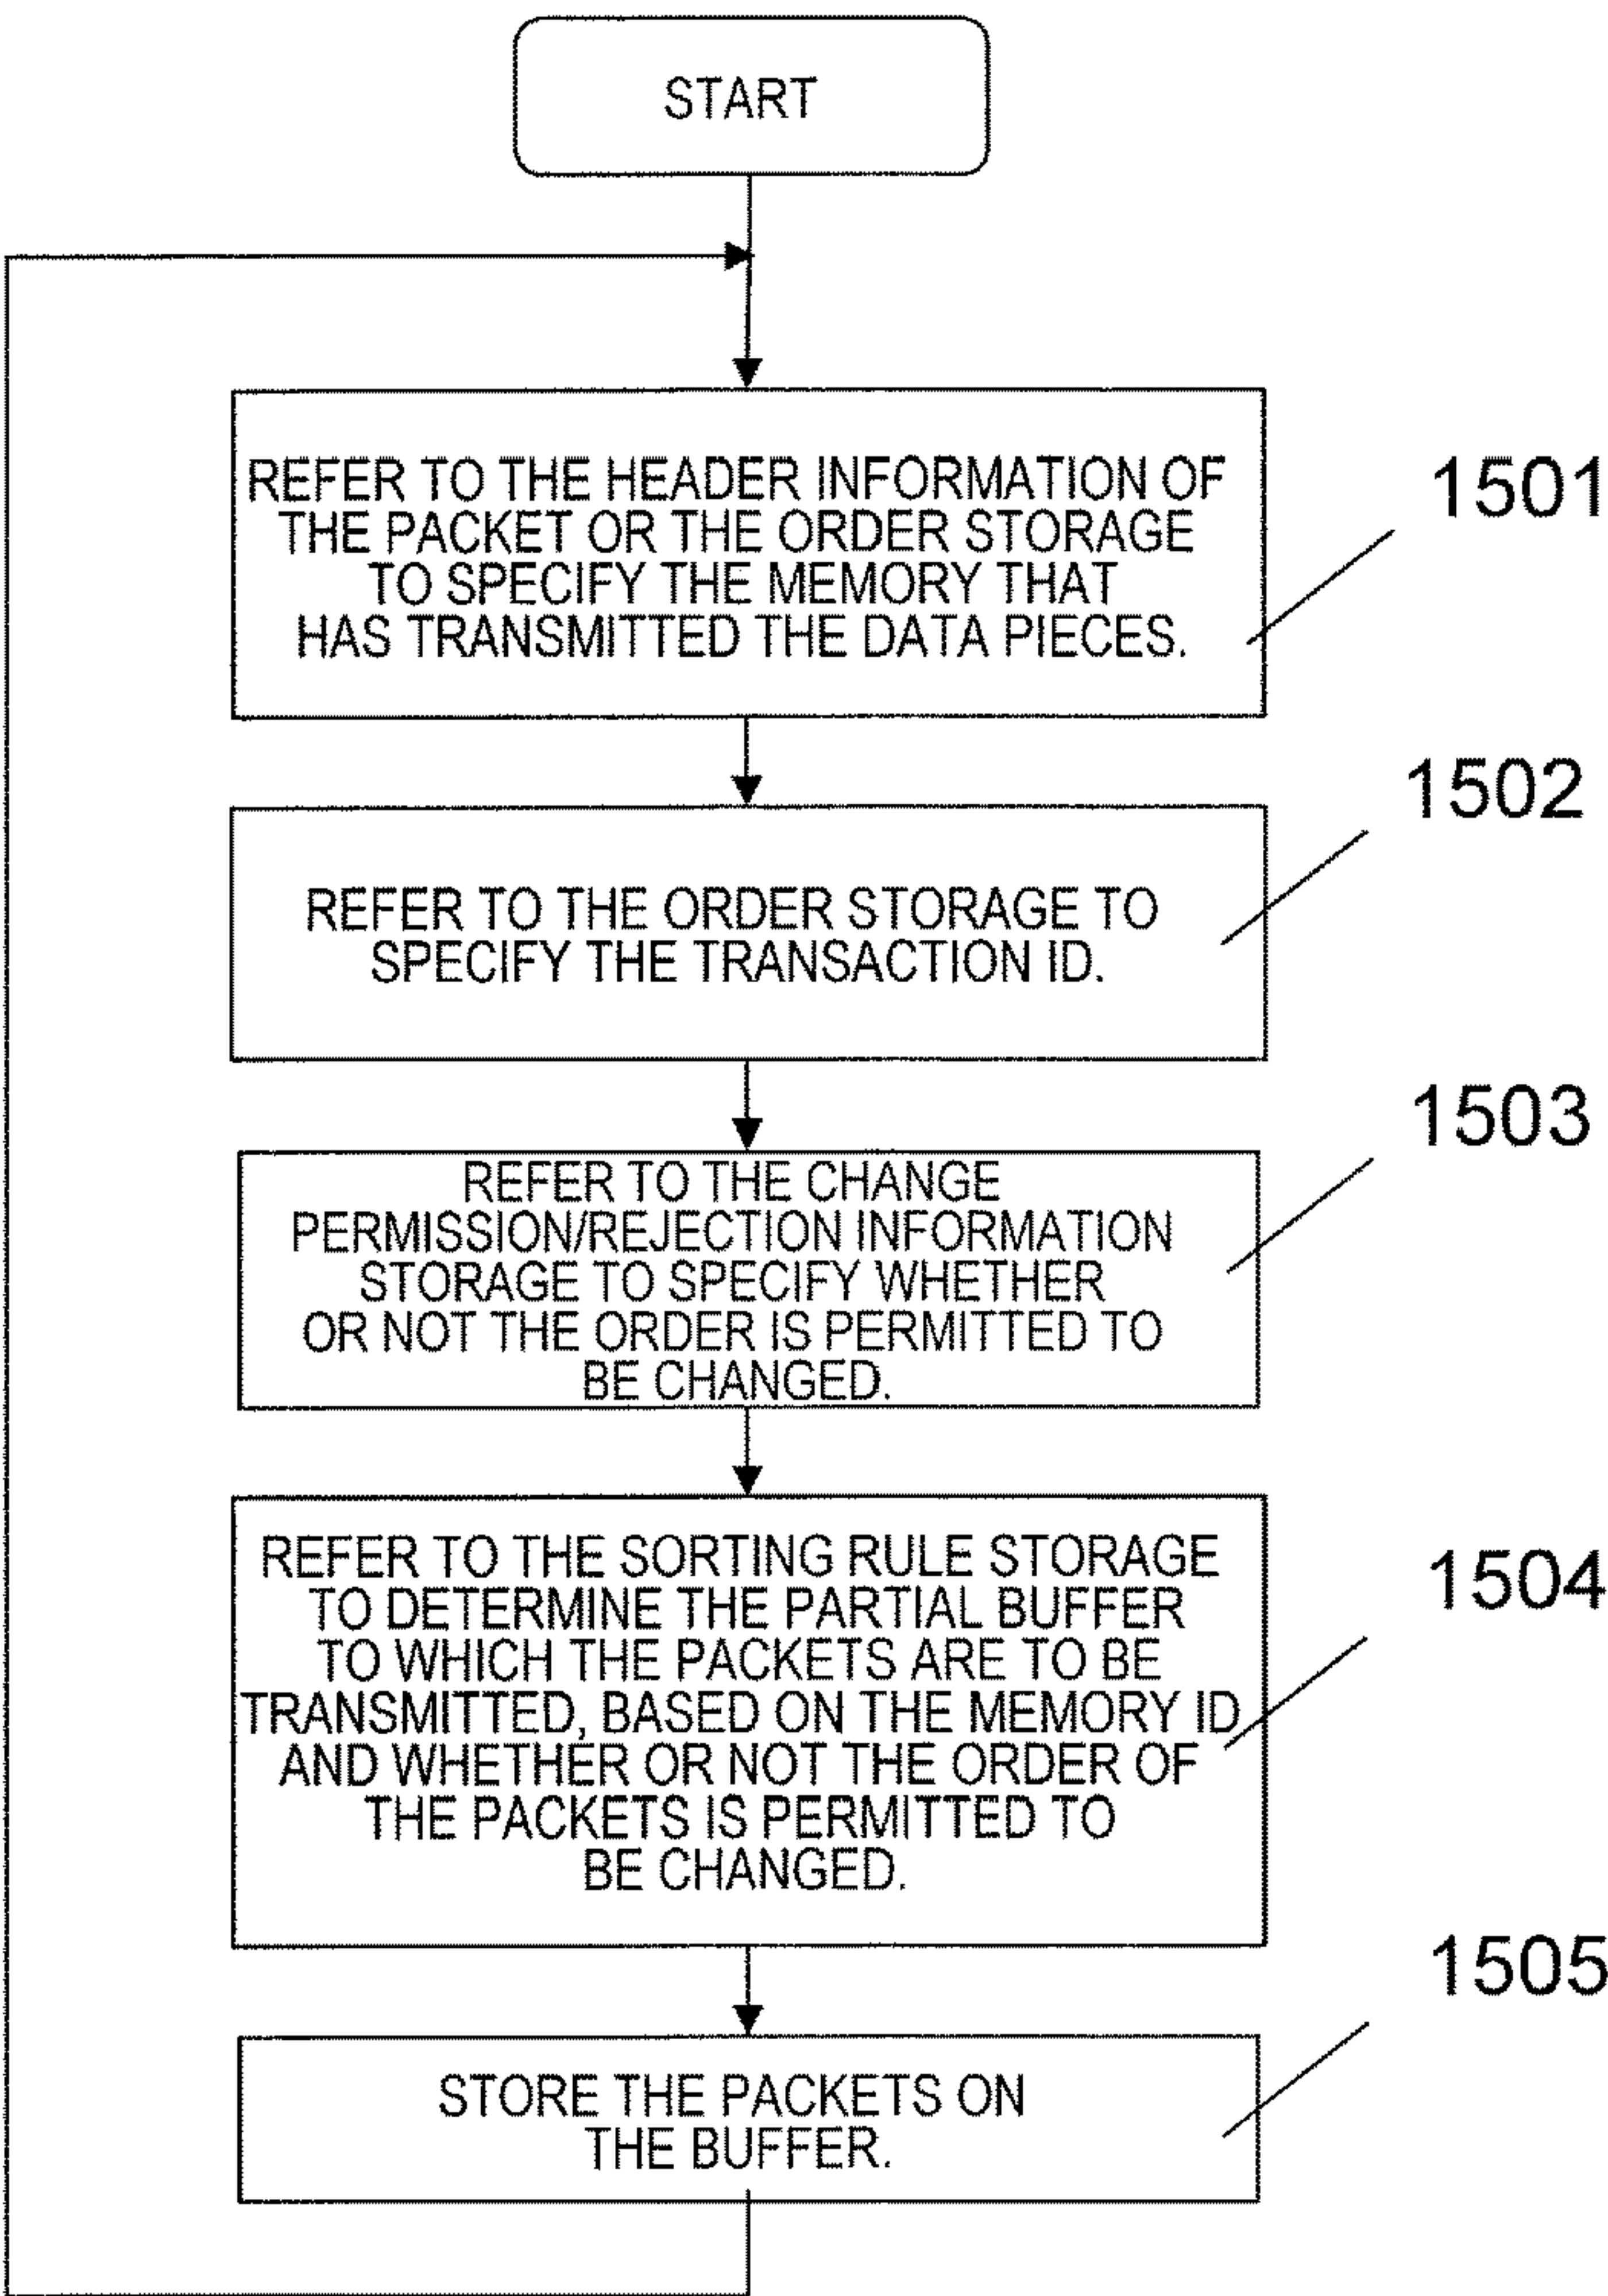 START
REFER TO THE HEADER INFORMATION OF
THE PACKET OR THE ORDER STORAGE
TO SPECIFY THE MEMORY THAT
HAS TRANSMITTED THE DATA PIECES.
1501
REFER TO THE ORDER STORAGE TO
SPECIFY THE TRANSACTION ID.
1502
REFER TO THE CHANGE
PERMISSION/REJECTION INFORMATION
STORAGE TO SPECIFY WHETHER
OR NOT THE ORDER IS PERMITTED TO
BE CHANGED.
1503
REFER TO THE SORTING RULE STORAGE
TO DETERMINE THE PARTIAL BUFFER
TO WHICH THE PACKETS ARE TO BE
TRANSMITTED, BASED ON THE MEMORY ID
AND WHETHER OR NOT THE ORDER OF
THE PACKETS IS PERMITTED TO
BE CHANGED.
1504
STORE THE PACKETS ON
THE BUFFER.
1505